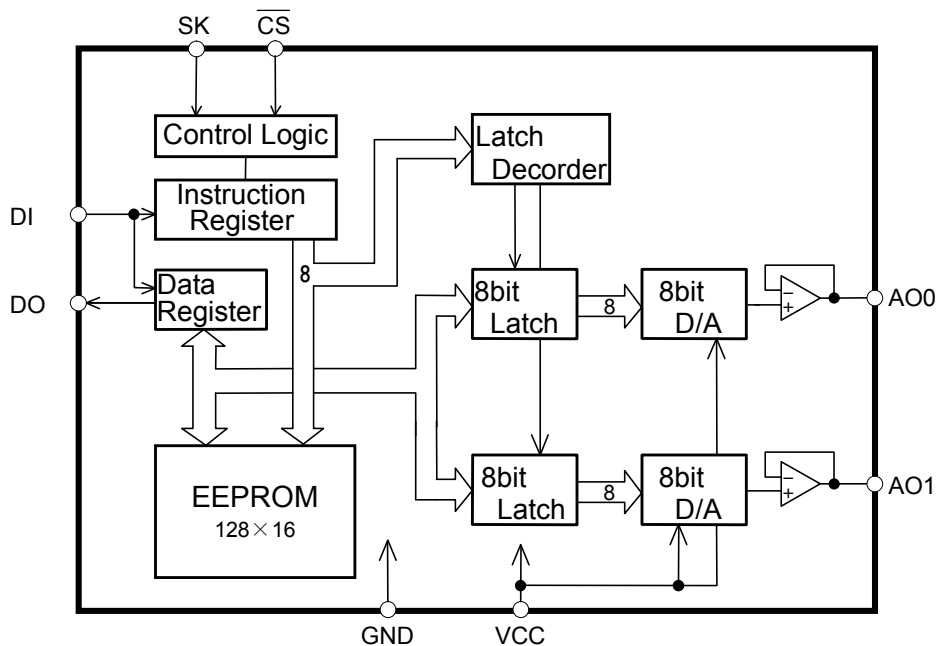 SK
C̅S̅
Control Logic
Latch
Decorder
Instruction
Register
DI
8
Data
Register
DO
8bit
Latch
8
8bit
D/A
−
+
AO0
EEPROM
128×16
8bit
Latch
8
8bit
D/A
−
+
AO1
GND
VCC